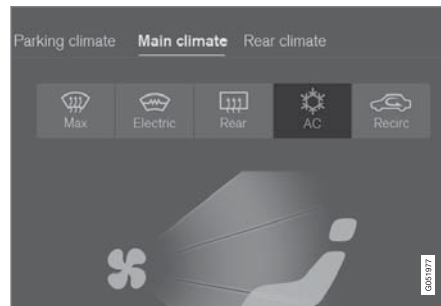 Parking climate Main climate Rear climate
Max Electric Rear AC Recirc
G051977